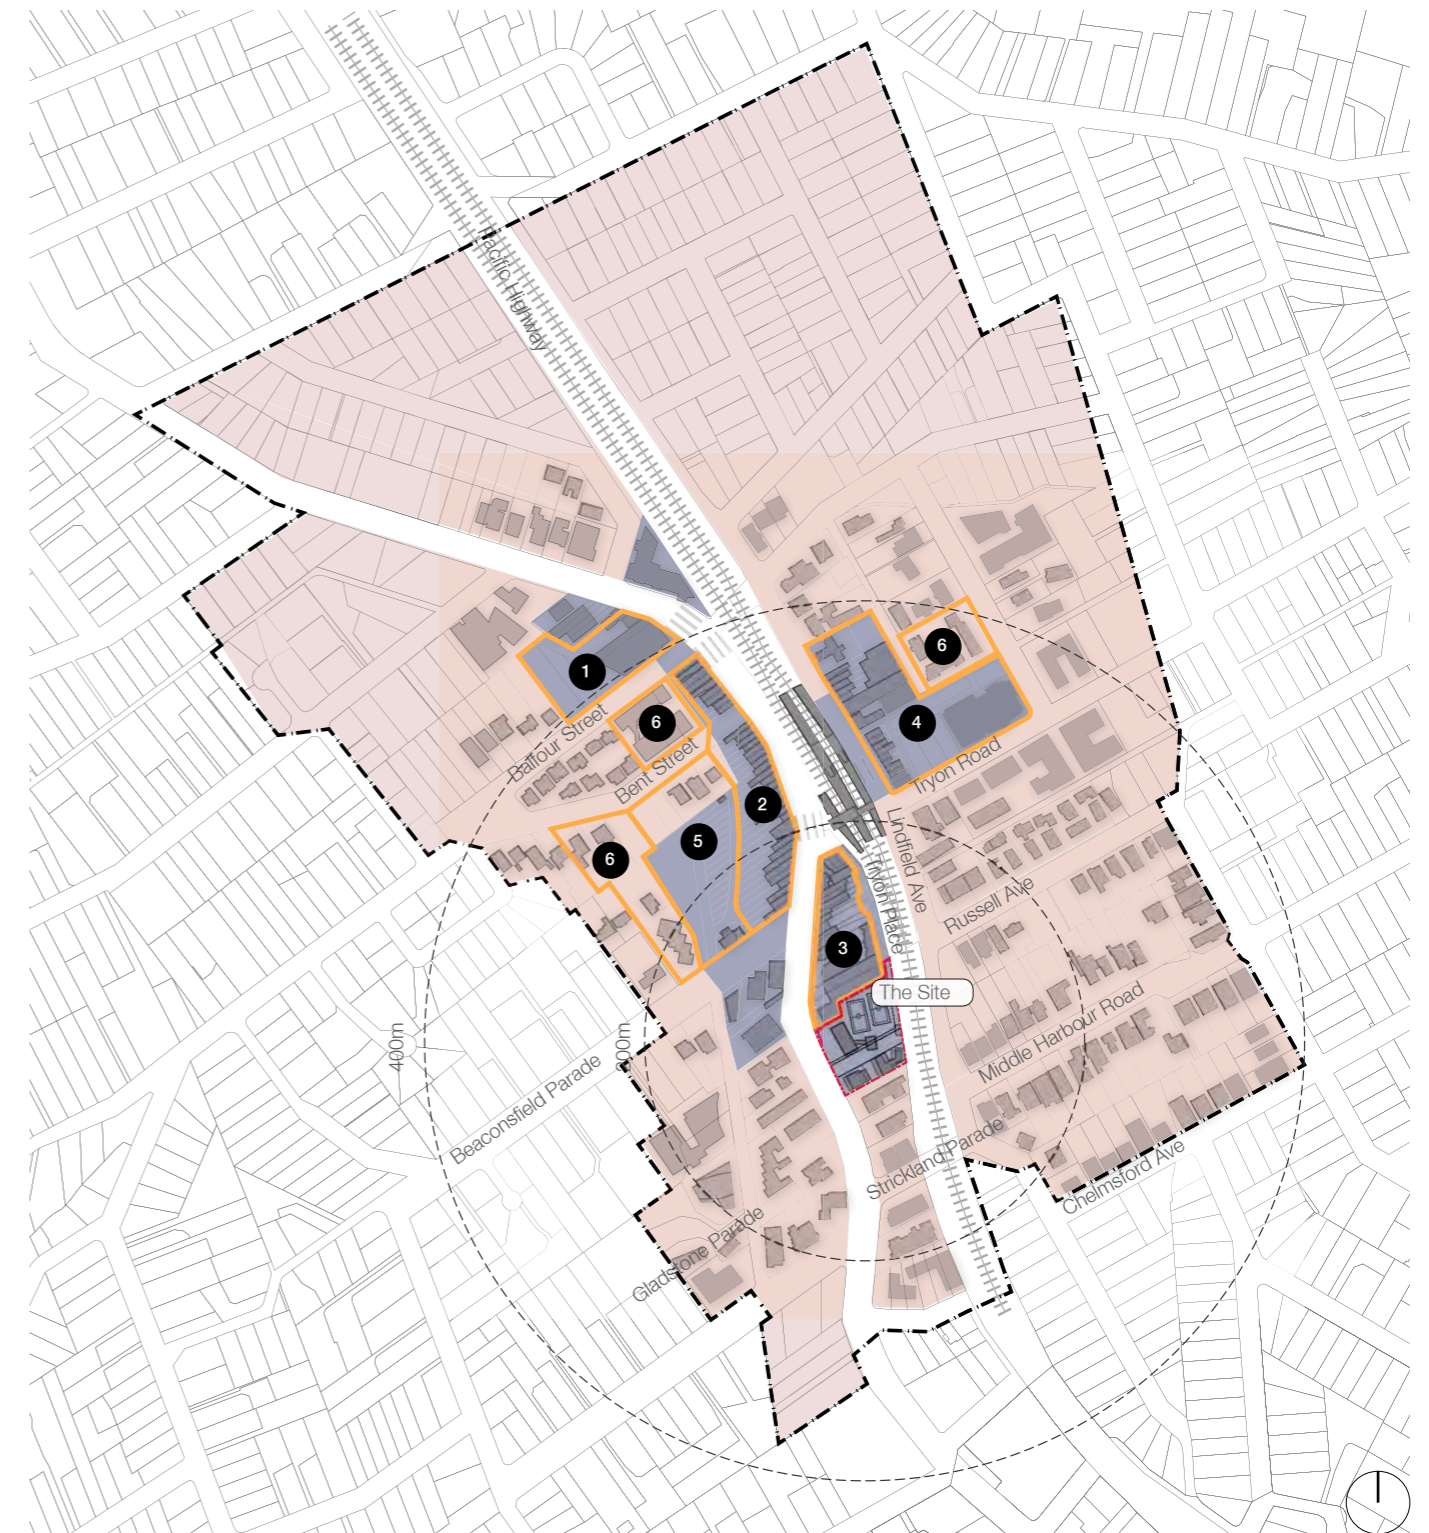 Pacific Highway
1
6
6
4
Balfour Street
Bent Street
Tryon Road
2
5
6
Lindfield Ave
Tryon Place
Russell Ave
3
The Site
400m
Middle Harbour Road
Beaconsfield Parade
Strickland Parade
Chelmsford Ave
Gladstone Parade